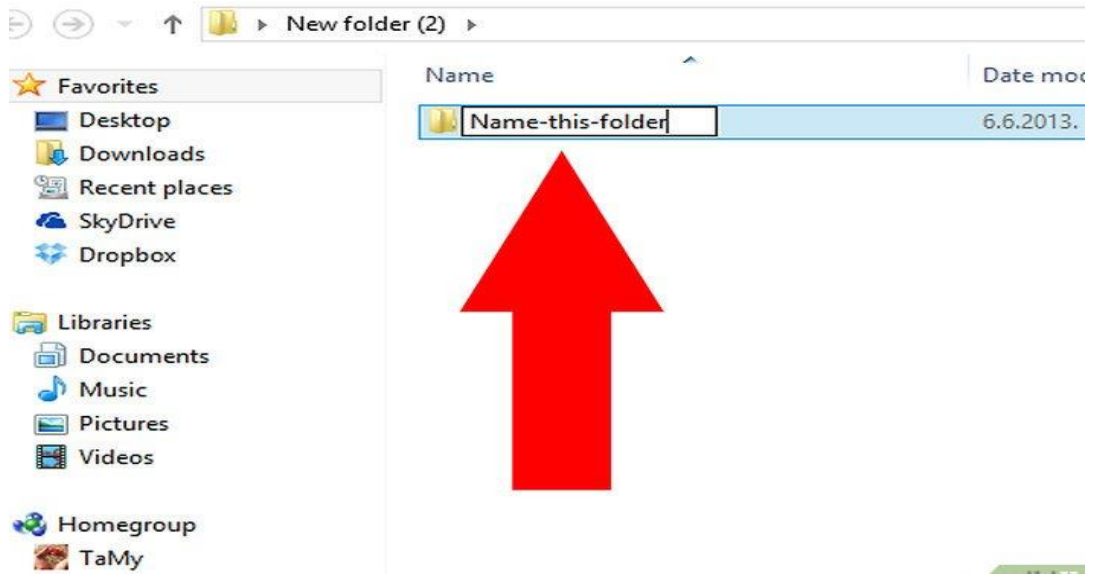 New folder (2)
Name
Date mod
Favorites
Desktop
Downloads
Recent places
SkyDrive
Dropbox
Libraries
Documents
Music
Pictures
Videos
Homegroup
TaMy
Name-this-folder
6.6.2013.